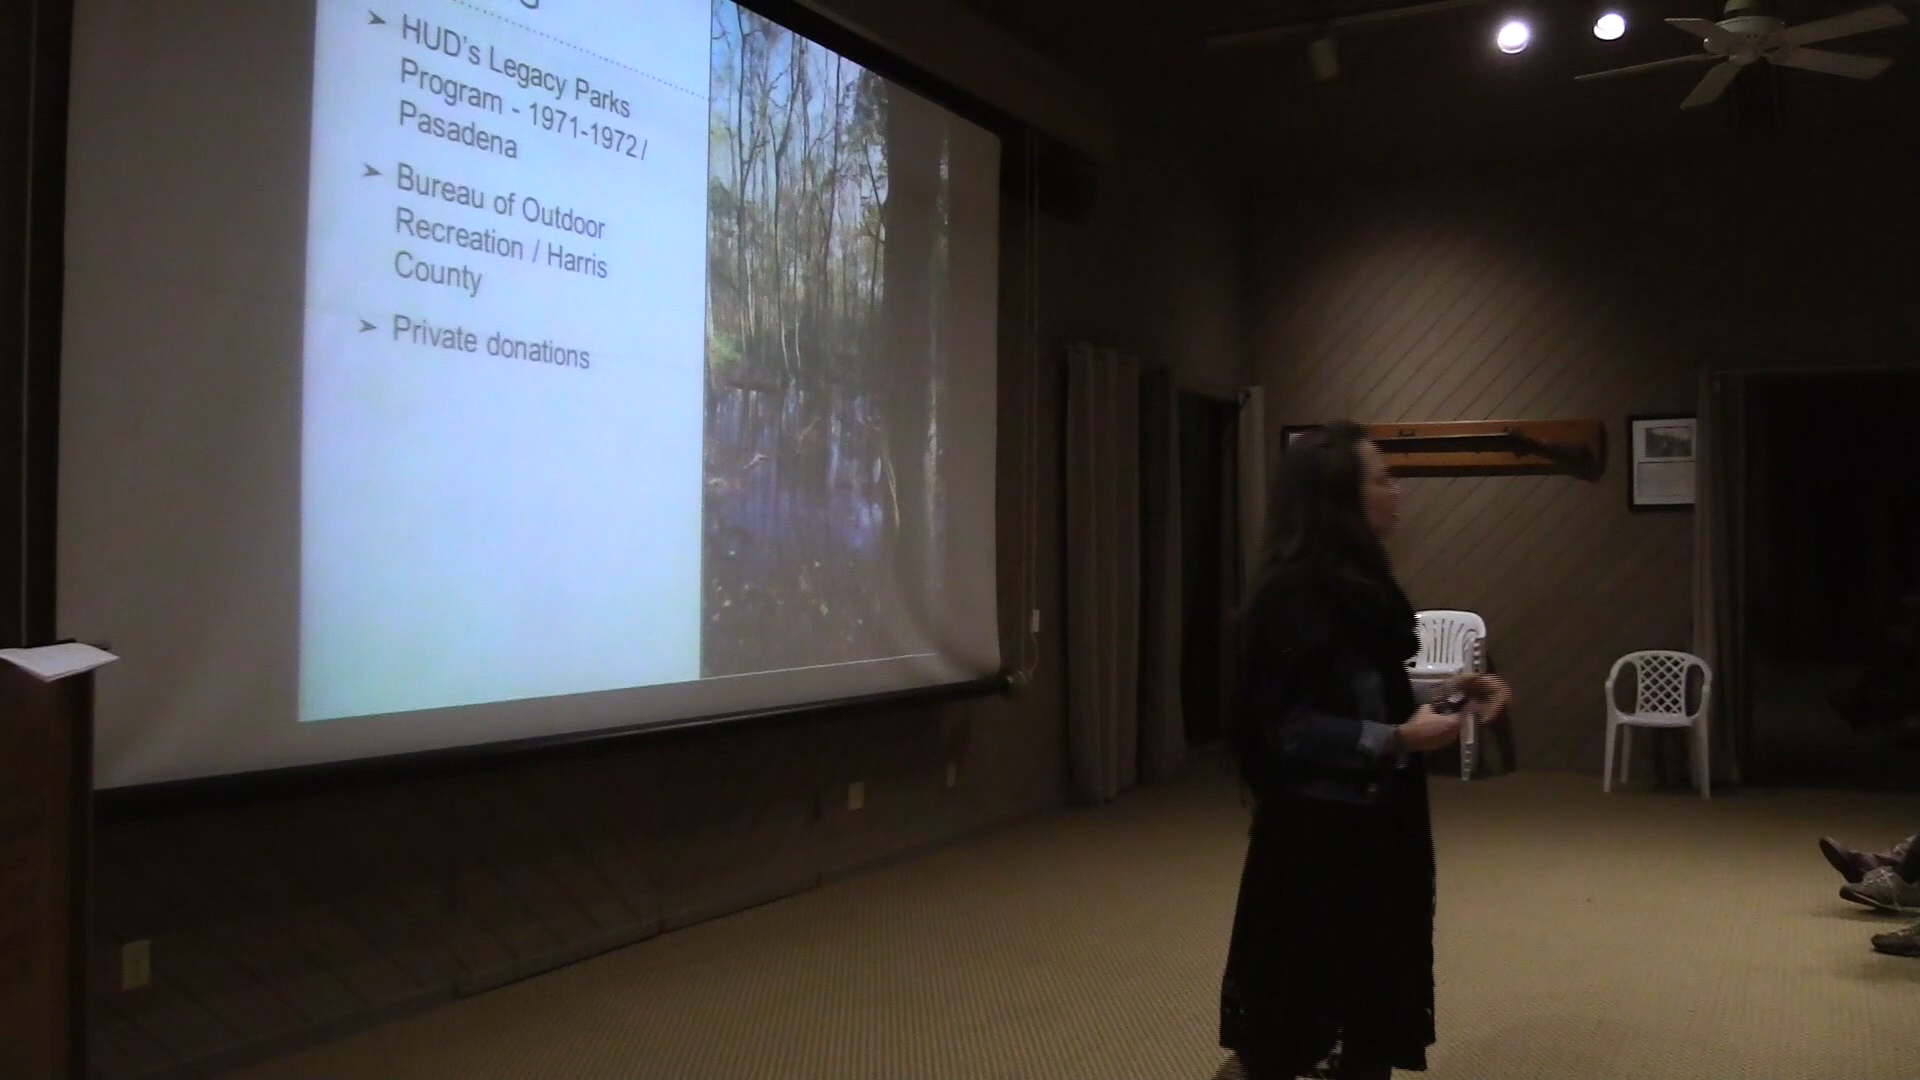 ➤ HUD's Legacy Parks
Program - 1971-1972 /
Pasadena
➤ Bureau of Outdoor
Recreation / Harris
County
➤ Private donations